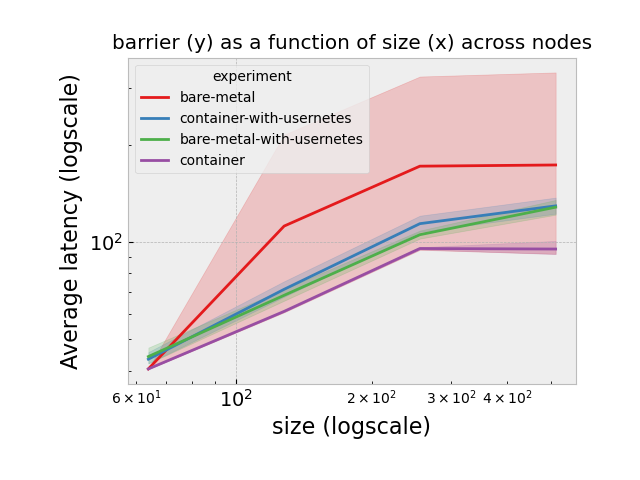 barrier (y) as a function of size (x) across nodes
experiment
bare-metal
container-with-usernetes
bare-metal-with-usernetes
container
Average latency (logscale)
10²
6 × 10¹
10²
2 × 10²
3 × 10²
4 × 10²
size (logscale)